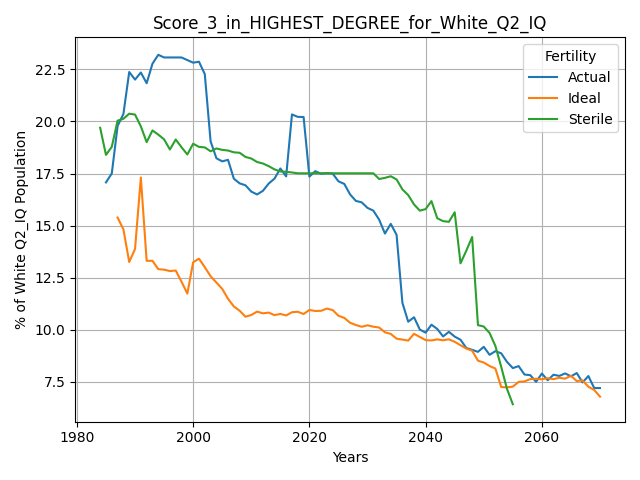 Score_3_in_HIGHEST_DEGREE_for_White_Q2_IQ
% of White Q2_IQ Population
22.5
20.0
17.5
15.0
12.5
10.0
7.5
Fertility
Actual
Ideal
Sterile
1980
2000
2020
2040
2060
Years